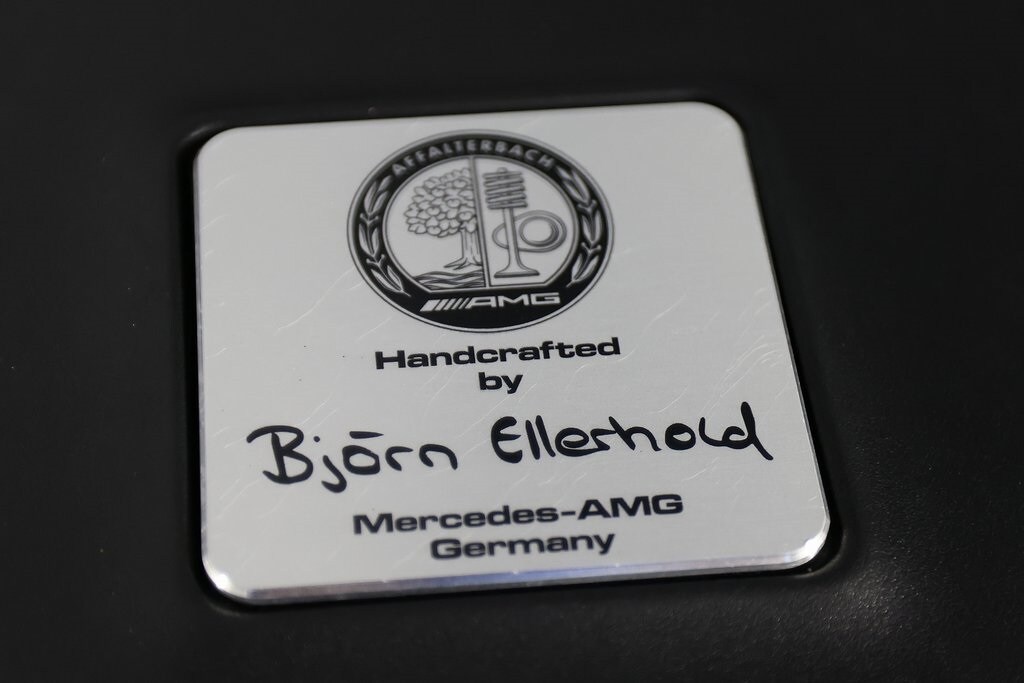 AFFALTERBACH
AMG
Handcrafted
by
Björn Ellerhold
Mercedes-AMG
Germany